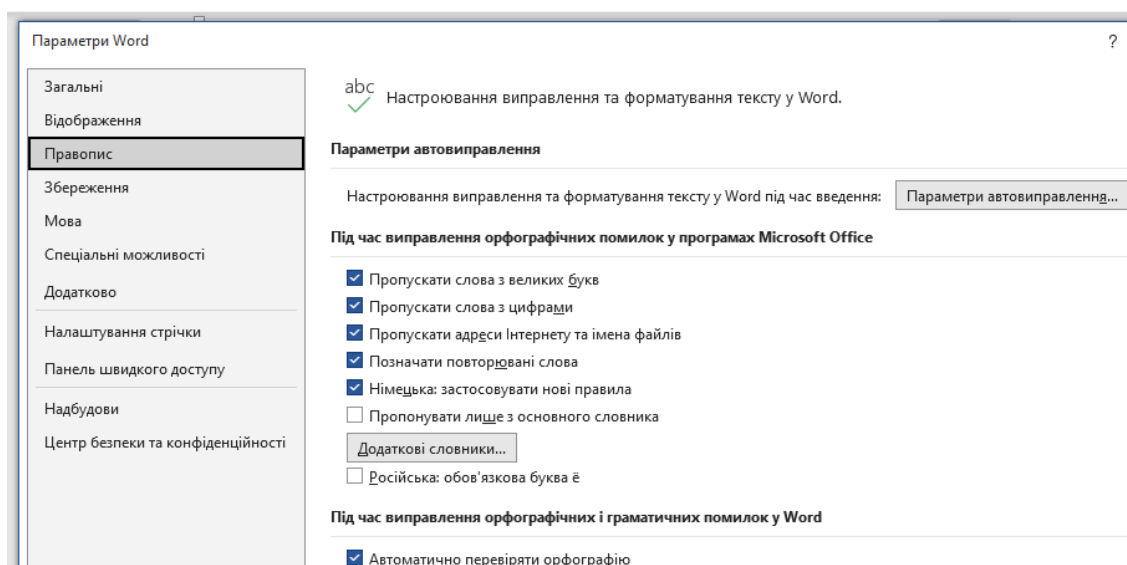 Параметри Word
?
Загальні
Відображення
Правопис
Збереження
Мова
Спеціальні можливості
Додатково
Налаштування стрічки
Панель швидкого доступу
Надбудови
Центр безпеки та конфіденційності
abc
Настроювання виправлення та форматування тексту у Word.
Параметри автовиправлення
Настроювання виправлення та форматування тексту у Word під час введення:
Параметри автовиправлення...
Під час виправлення орфографічних помилок у програмах Microsoft Office
Пропускати слова з великих букв
Пропускати слова з цифрами
Пропускати адреси Інтернету та імена файлів
Позначати повторювані слова
Німецька: застосовувати нові правила
Пропонувати лише з основного словника
Додаткові словники...
Російська: обов'язкова буква ё
Під час виправлення орфографічних і граматичних помилок у Word
Автоматично перевіряти орфографію